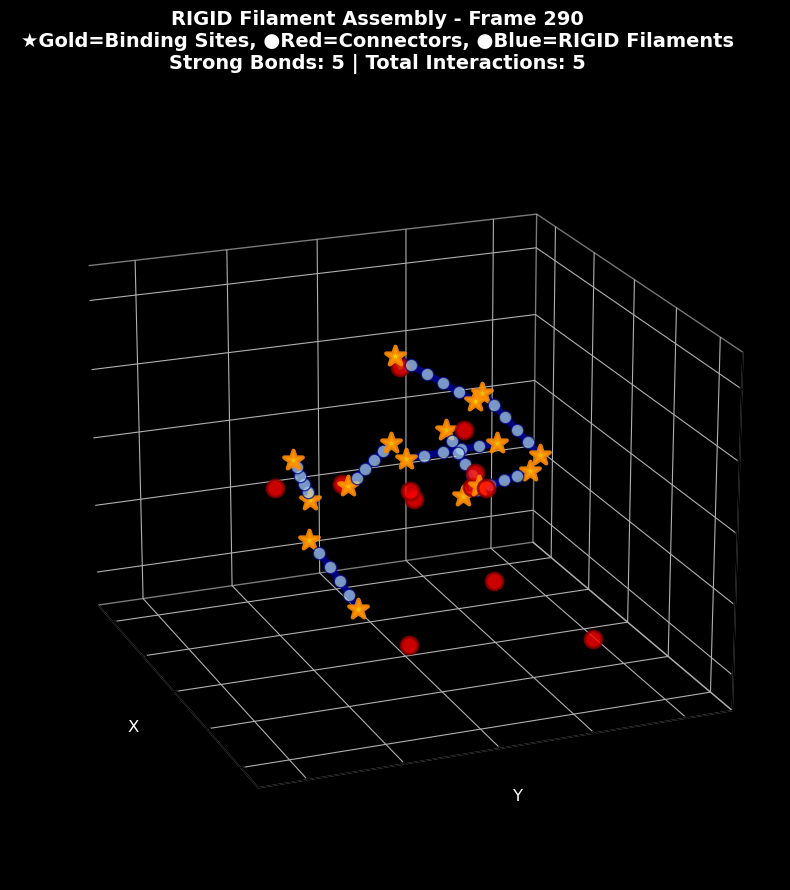 RIGID Filament Assembly - Frame 290
★Gold=Binding Sites, ●Red=Connectors, ●Blue=RIGID Filaments
Strong Bonds: 5 | Total Interactions: 5
X
Y